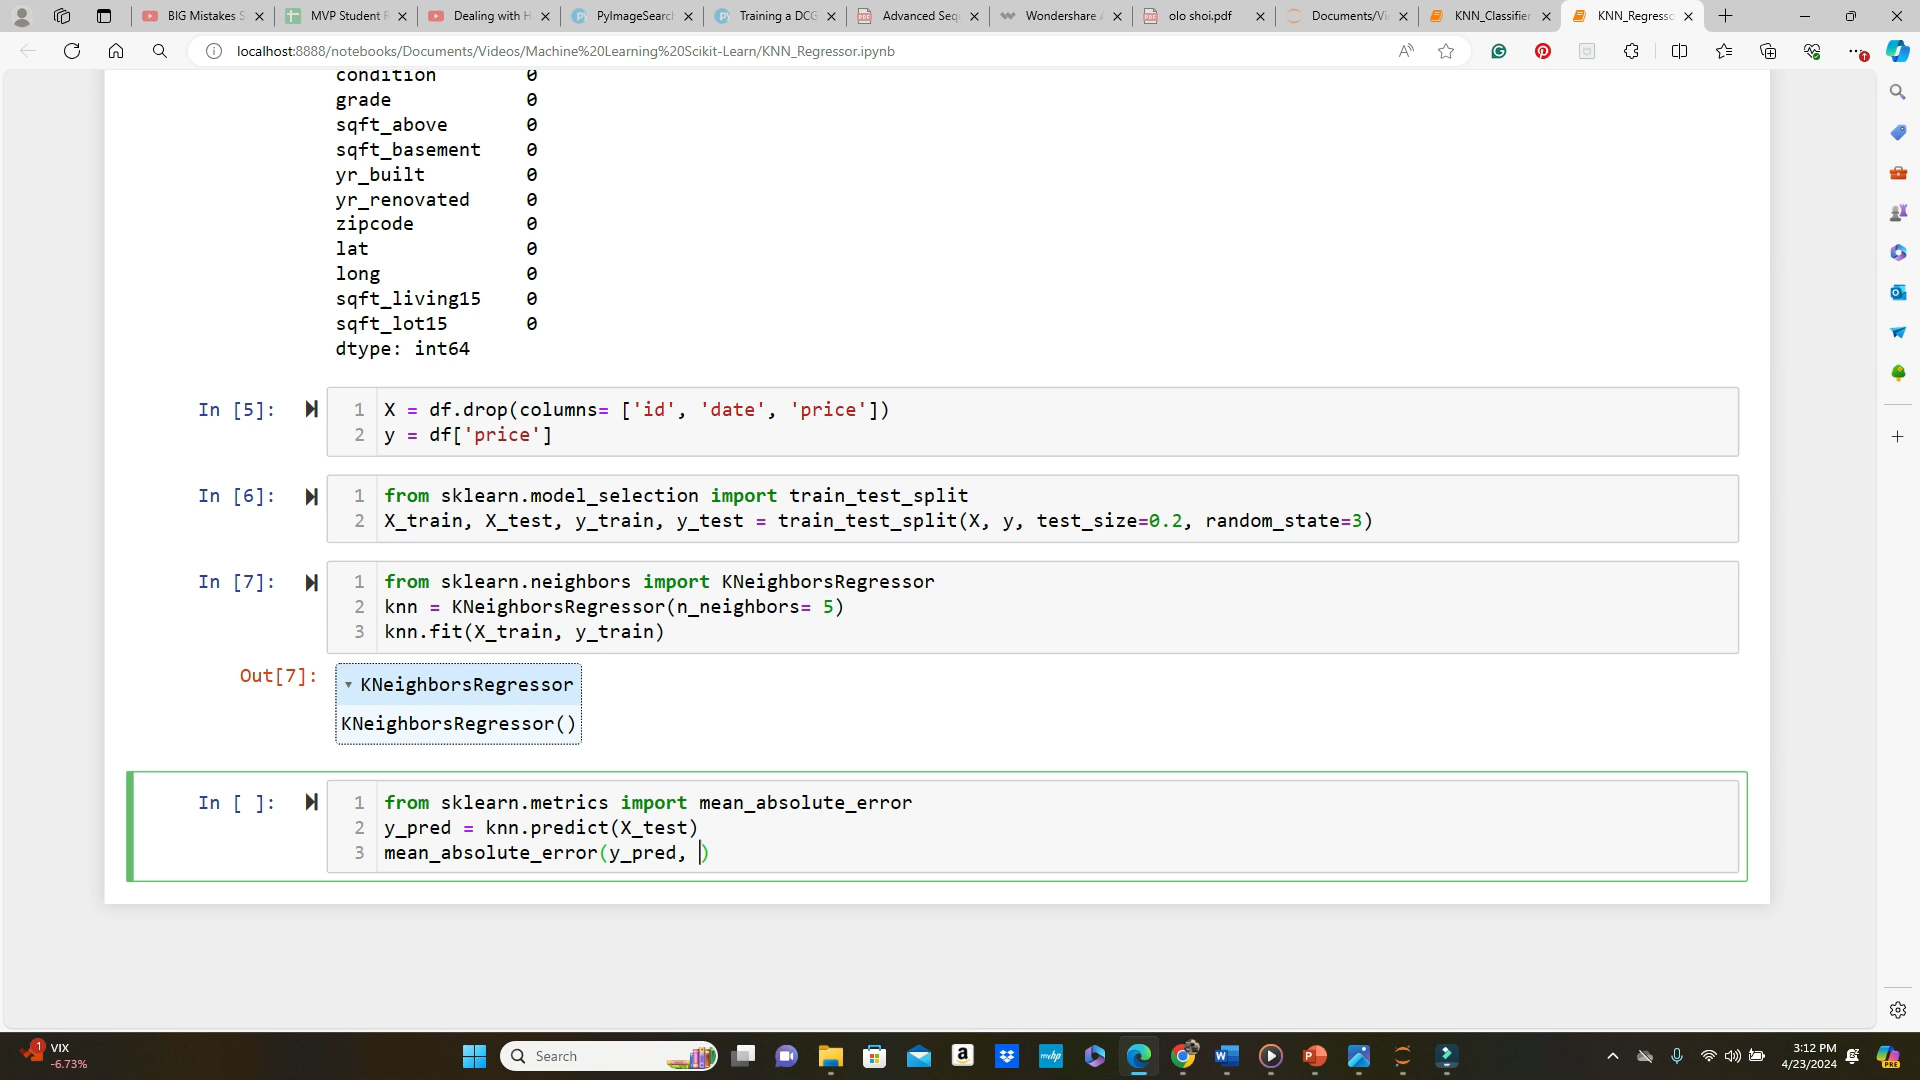 BIG Mistakes S
MVP Student F
Dealing with H
PyImageSearc
Training a DCG
Advanced Seq
Wondershare
olo shoi.pdf
Documents/Vi
KNN_Classifier
KNN_Regresso
localhost:8888/notebooks/Documents/Videos/Machine%20Learning%20Scikit-Learn/KNN_Regressor.ipynb
condition 0
grade 0
sqft_above 0
sqft_basement 0
yr_built 0
yr_renovated 0
zipcode 0
lat 0
long 0
sqft_living15 0
sqft_lot15 0
dtype: int64
In [5]:
1 X = df.drop(columns= ['id', 'date', 'price'])
2 y = df['price']
In [6]:
1 from sklearn.model_selection import train_test_split
2 X_train, X_test, y_train, y_test = train_test_split(X, y, test_size=0.2, random_state=3)
In [7]:
1 from sklearn.neighbors import KNeighborsRegressor
2 knn = KNeighborsRegressor(n_neighbors= 5)
3 knn.fit(X_train, y_train)
Out[7]:
KNeighborsRegressor
KNeighborsRegressor()
In [ ]:
1 from sklearn.metrics import mean_absolute_error
2 y_pred = knn.predict(X_test)
3 mean_absolute_error(y_pred, )
1
VIX
-6.73%
Search
myhp
3:12 PM
4/23/2024
PRE